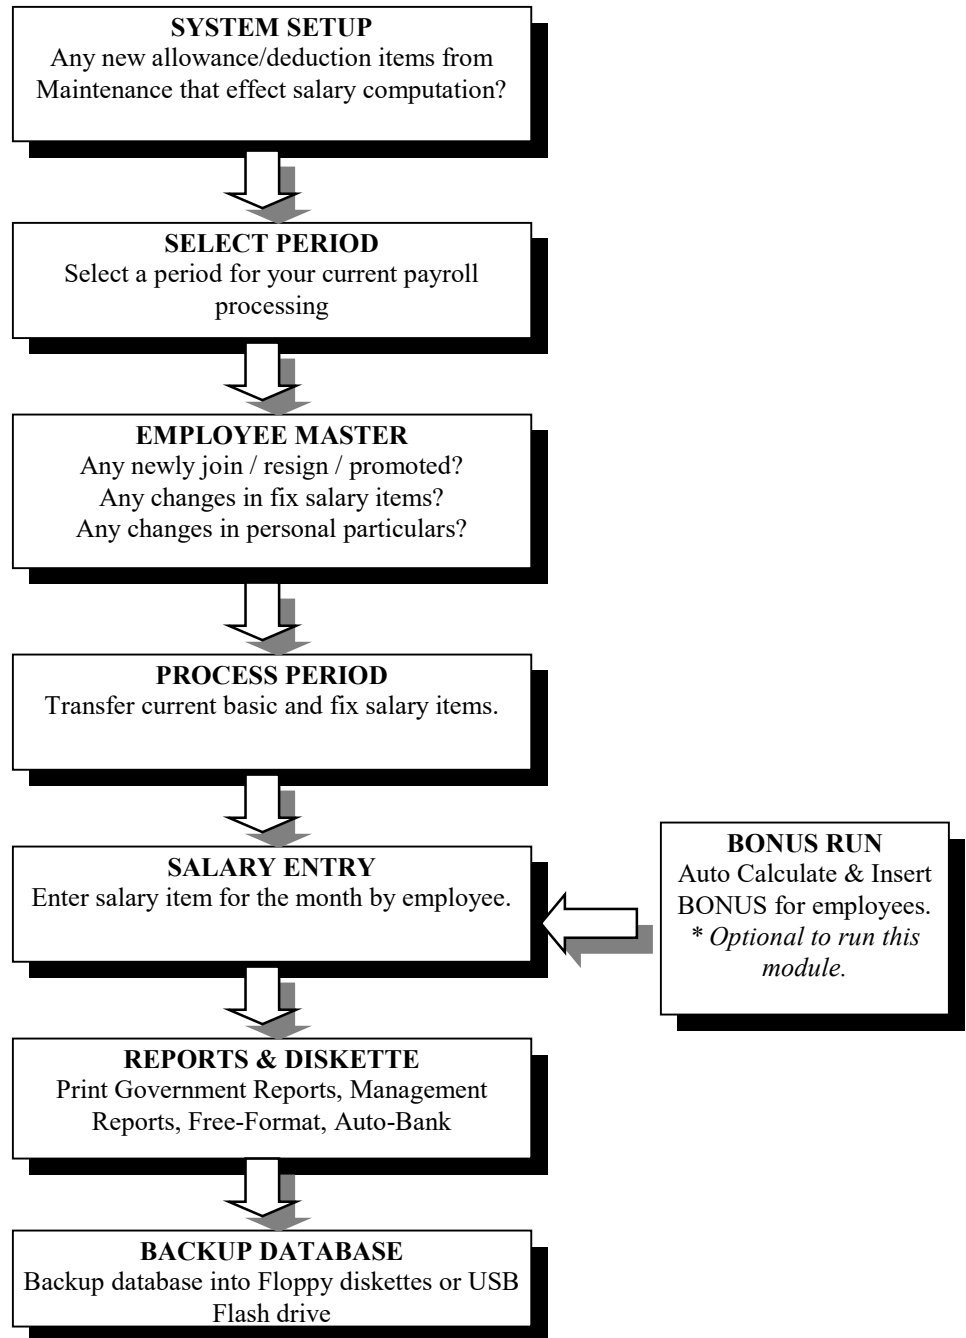 SYSTEM SETUP
Any new allowance/deduction items from
Maintenance that effect salary computation?
SELECT PERIOD
Select a period for your current payroll
processing
EMPLOYEE MASTER
Any newly join / resign / promoted?
Any changes in fix salary items?
Any changes in personal particulars?
PROCESS PERIOD
Transfer current basic and fix salary items.
SALARY ENTRY
Enter salary item for the month by employee.
BONUS RUN
Auto Calculate & Insert
BONUS for employees.
* Optional to run this
module.
REPORTS & DISKETTE
Print Government Reports, Management
Reports, Free-Format, Auto-Bank
BACKUP DATABASE
Backup database into Floppy diskettes or USB
Flash drive